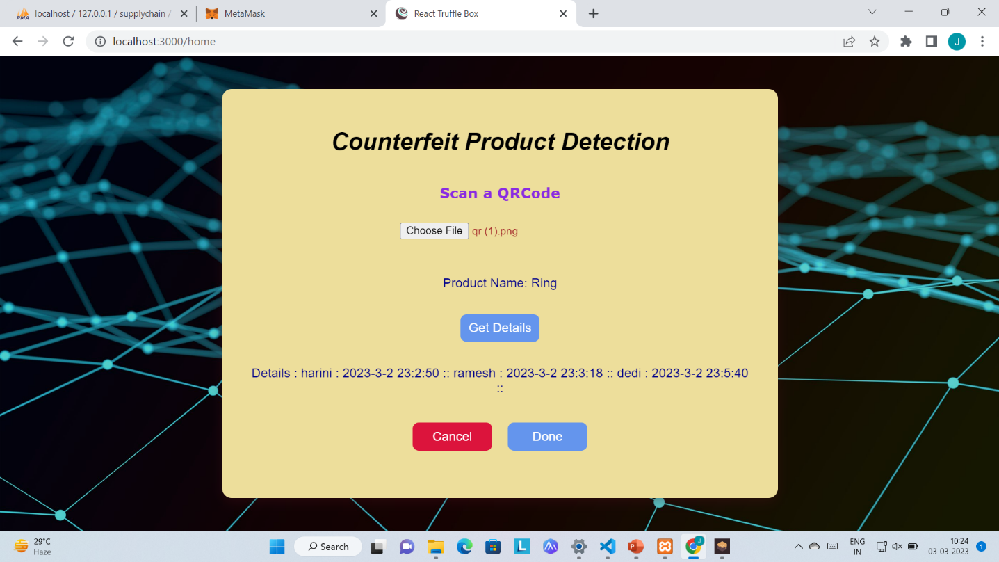 localhost / 127.0.0.1 / supplychain /
MetaMask
React Truffle Box
localhost:3000/home
J
Counterfeit Product Detection
Scan a QRCode
Choose File qr (1).png
Product Name: Ring
Get Details
Details : harini : 2023-3-2 23:2:50 :: ramesh : 2023-3-2 23:3:18 :: dedi : 2023-3-2 23:5:40
::
Cancel Done
29°C
Haze
Search
ENG
IN
10:24
03-03-2023
1